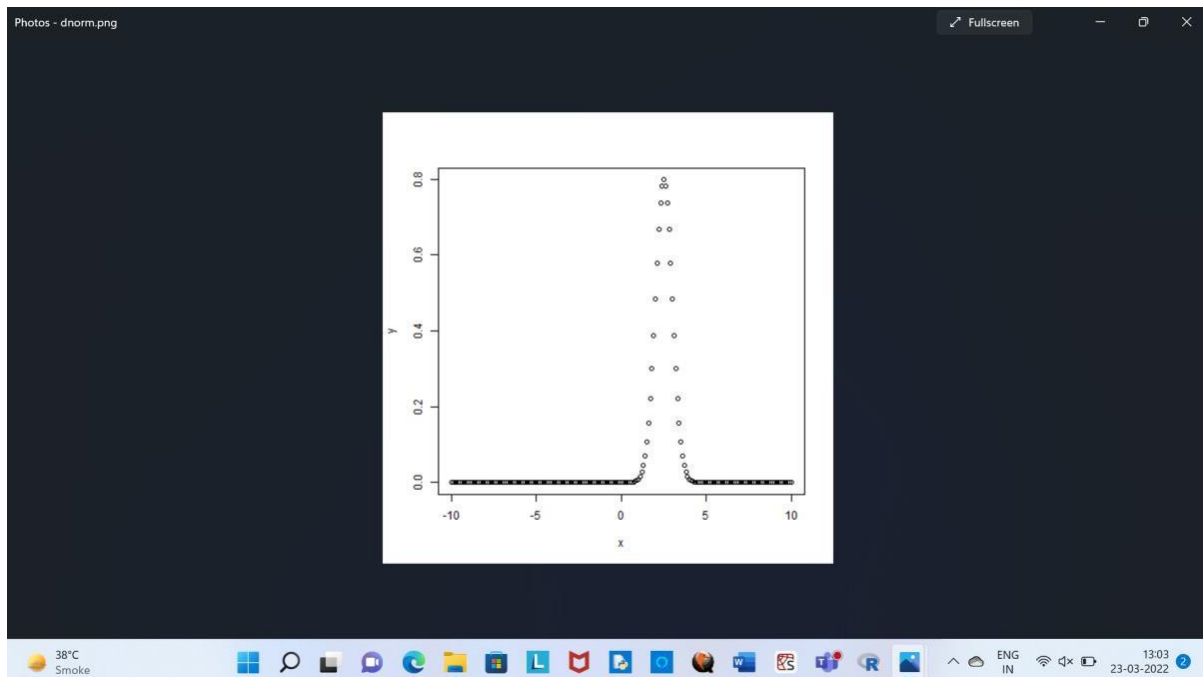 Photos - dnorm.png
Fullscreen
0.8
0.6
0.4
0.2
0.0
y
-10 -5 0 5 10
x
38°C
Smoke
ENG
IN
13:03
23-03-2022
2
L
W
R